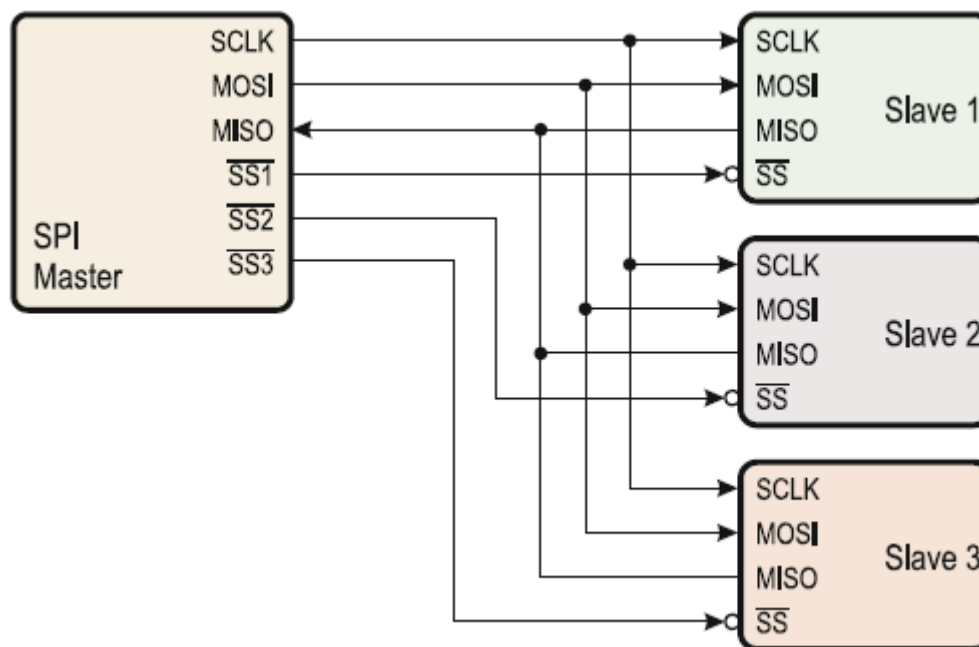 SCLK
MOSI
MISO
SS1
SS2
SS3
SPI
Master
SCLK
MOSI
MISO
SS
Slave 1
SCLK
MOSI
MISO
SS
Slave 2
SCLK
MOSI
MISO
SS
Slave 3